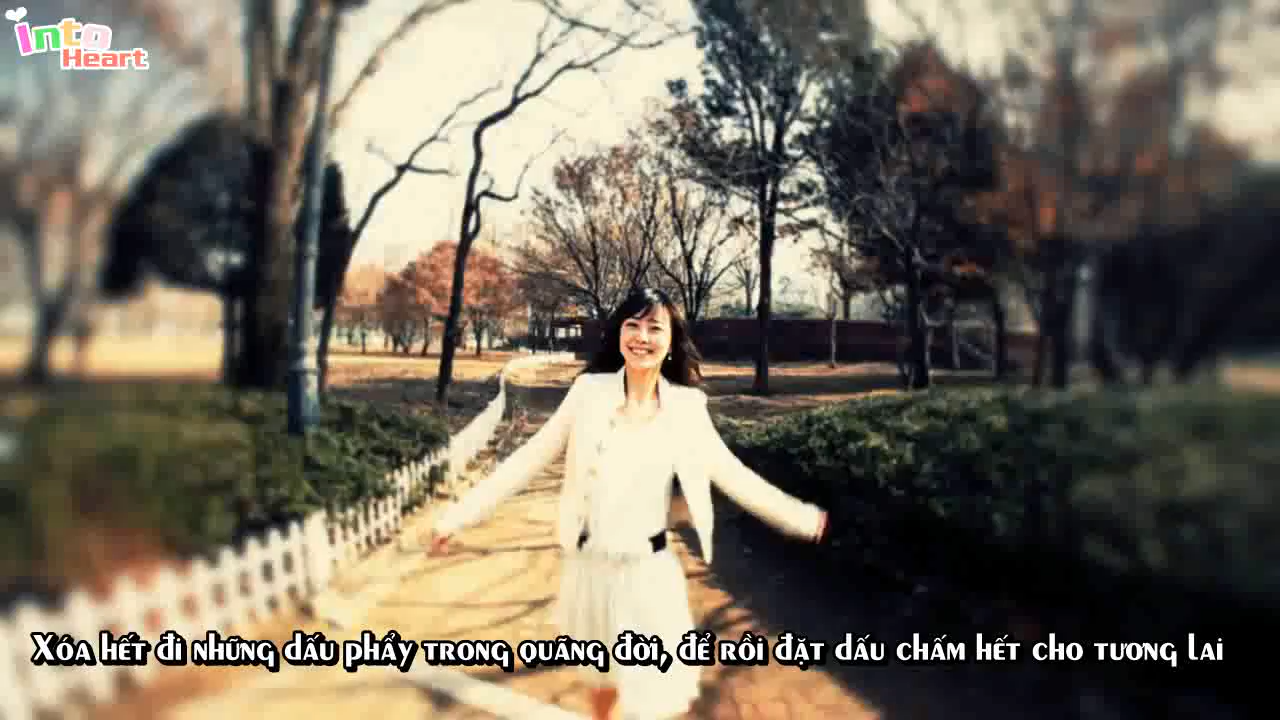 Into
Heart
Xóa hết đi những dấu phẩy trong quãng đời, để rồi đặt dấu chấm hết cho tương lai